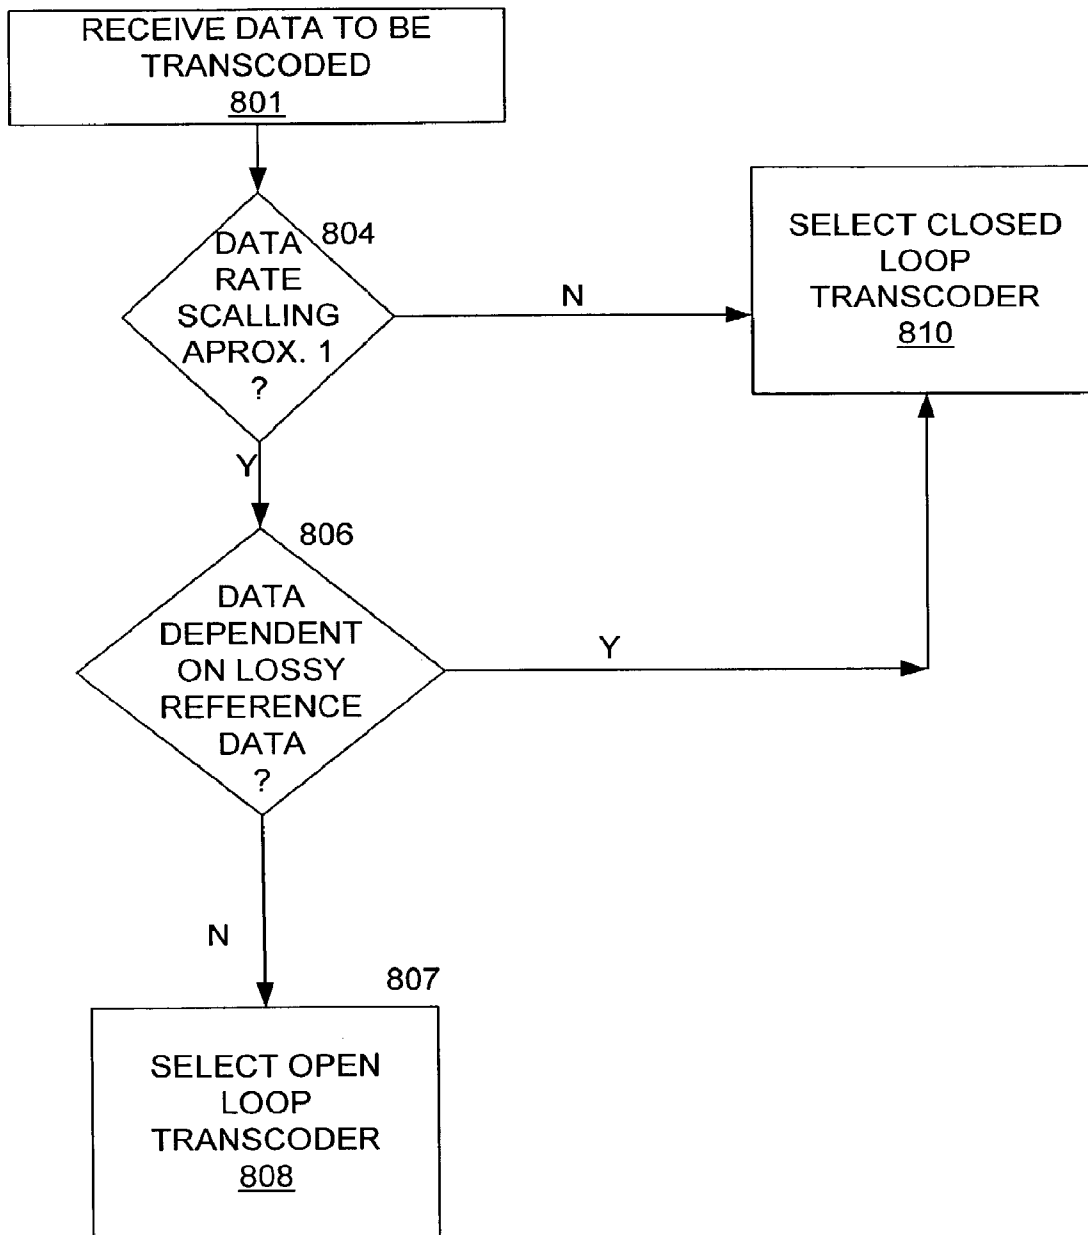 RECEIVE DATA TO BE
TRANSCODED
801
804
DATA
RATE
SCALLING
APROX. 1
?
N
SELECT CLOSED
LOOP
TRANSCODER
810
Y
806
DATA
DEPENDENT
ON LOSSY
REFERENCE
DATA
?
Y
N
807
SELECT OPEN
LOOP
TRANSCODER
808